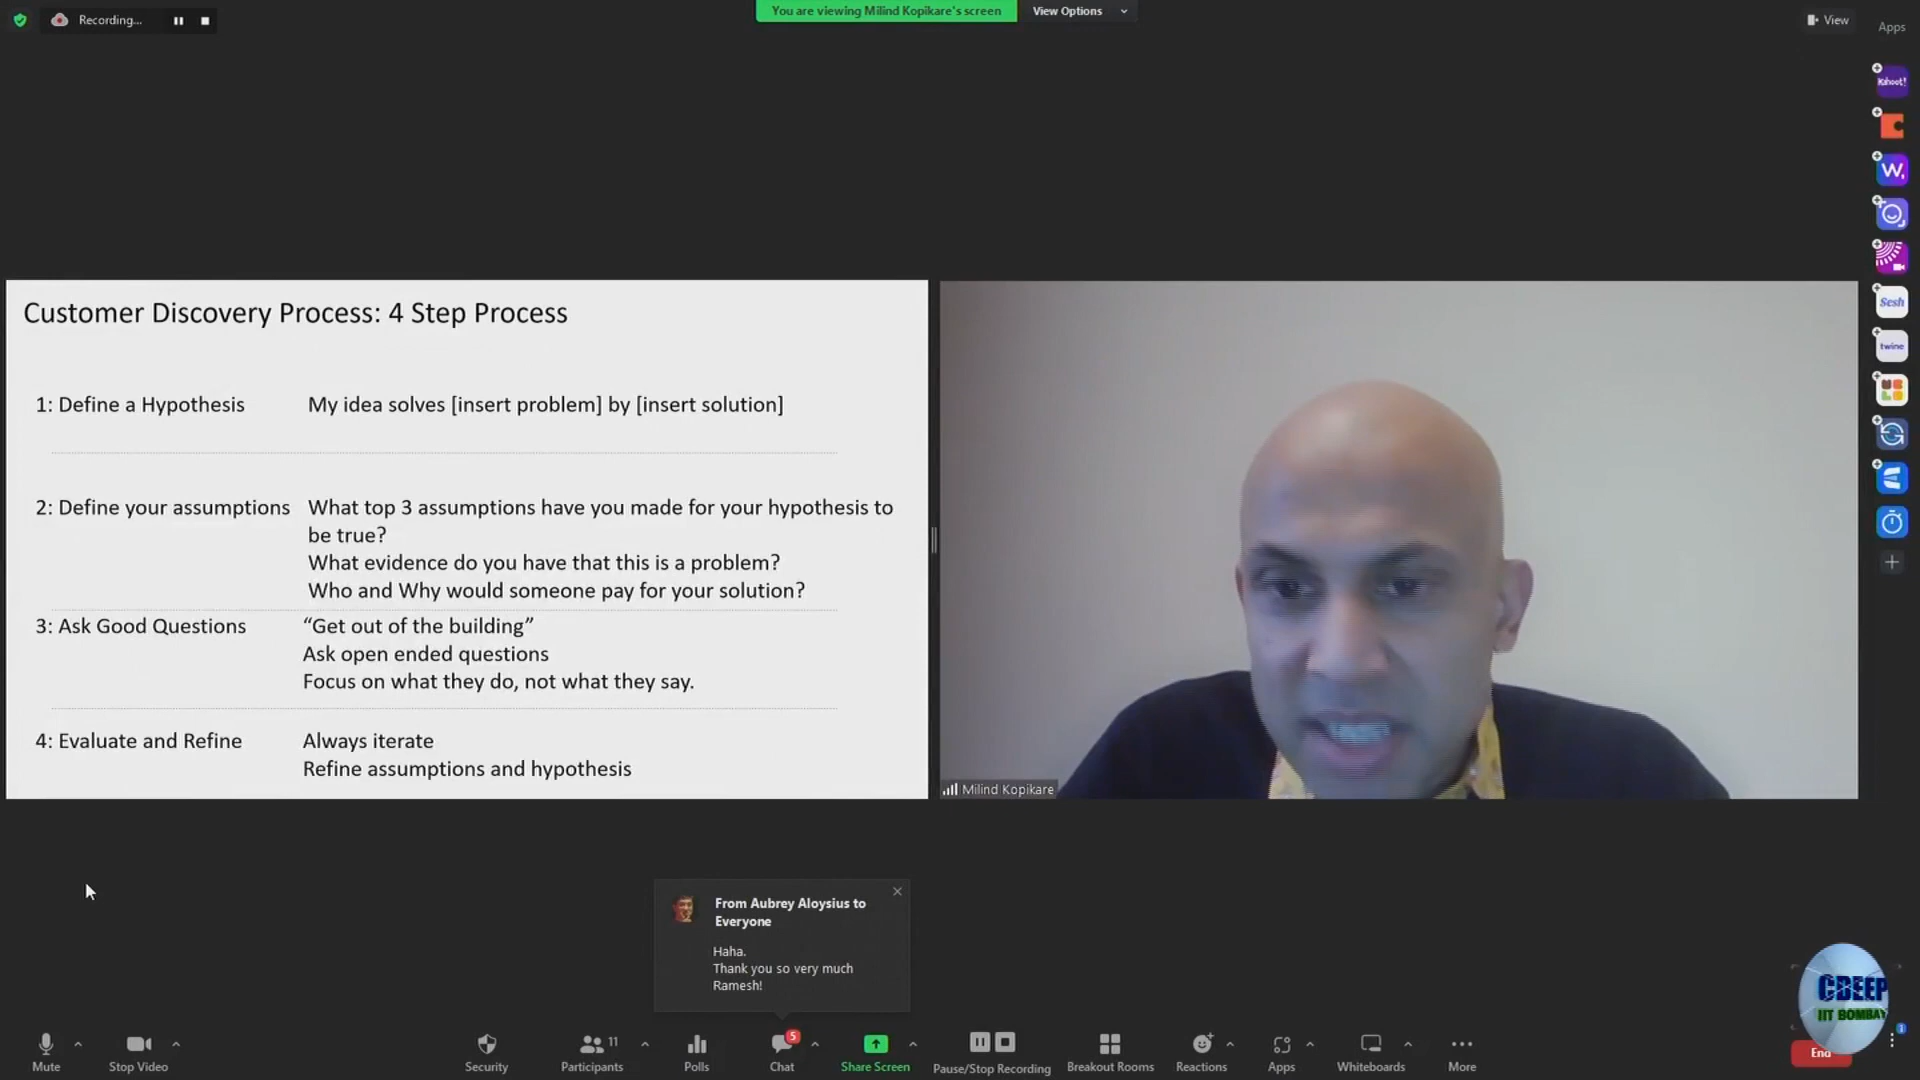 Recording...
You are viewing Milind Kopikare's screen
View Options
View
Apps
Kahoot!
W,
Sesh
twine
Customer Discovery Process: 4 Step Process
1: Define a Hypothesis
My idea solves [insert problem] by [insert solution]
2: Define your assumptions
What top 3 assumptions have you made for your hypothesis to
be true?
What evidence do you have that this is a problem?
Who and Why would someone pay for your solution?
3: Ask Good Questions
“Get out of the building”
Ask open ended questions
Focus on what they do, not what they say.
4: Evaluate and Refine
Always iterate
Refine assumptions and hypothesis
Milind Kopikare
From Aubrey Aloysius to
Everyone
Haha.
Thank you so very much
Ramesh!
CDEEP
IIT BOMBAY
Mute
Stop Video
Security
11
Participants
Polls
5
Chat
Share Screen
Pause/Stop Recording
Breakout Rooms
Reactions
Apps
Whiteboards
More
1
End